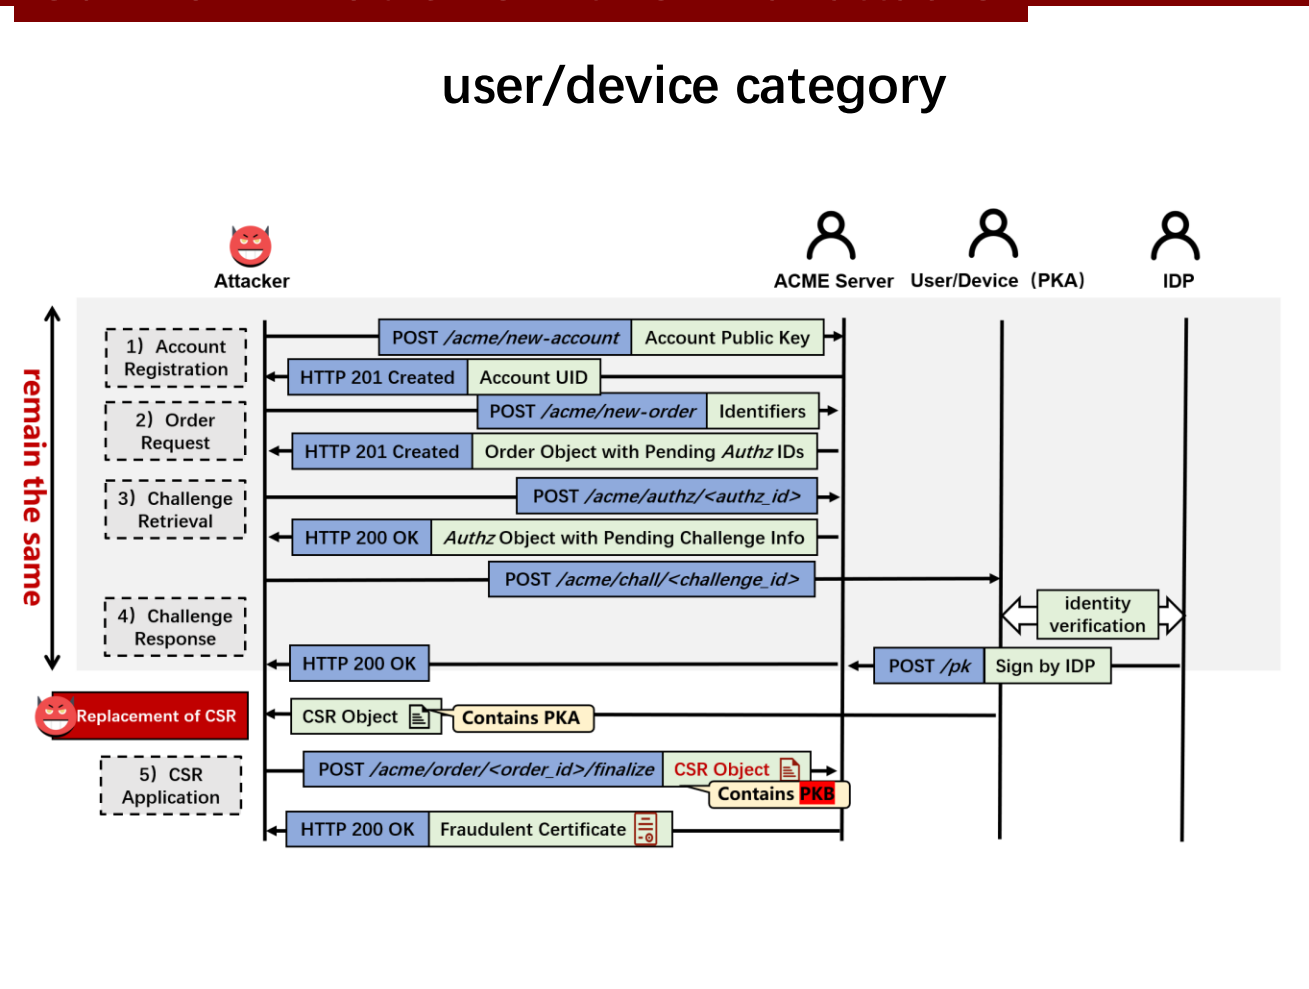 user/device category
Attacker
ACME Server
User/Device（PKA）
IDP
remain the same
1）Account
Registration
POST /acme/new-account
Account Public Key
HTTP 201 Created
Account UID
2）Order
Request
POST /acme/new-order
Identifiers
HTTP 201 Created
Order Object with Pending Authz IDs
3）Challenge
Retrieval
POST /acme/authz/<authz_id>
HTTP 200 OK
Authz Object with Pending Challenge Info
POST /acme/chall/<challenge_id>
4）Challenge
Response
identity
verification
HTTP 200 OK
POST /pk
Sign by IDP
Replacement of CSR
CSR Object
Contains PKA
5）CSR
Application
POST /acme/order/<order_id>/finalize
CSR Object
Contains PKB
HTTP 200 OK
Fraudulent Certificate